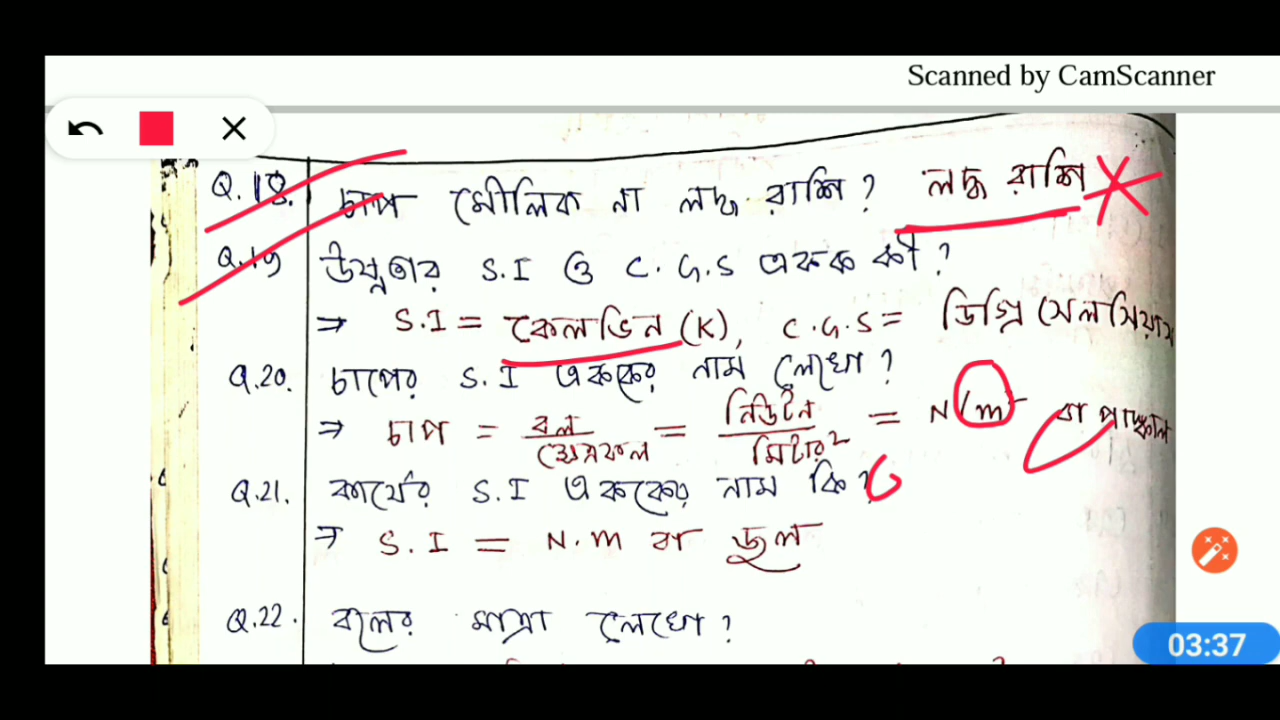 Scanned by CamScanner
Q.18. চাপ মৌলিক না লব্ধ রাশি? লব্ধ রাশি
Q.19 উষ্ণতার S.I ও C.G.S একক কী?
⇒ S.I = কেলভিন (K), C.G.S = ডিগ্রি সেলসিয়াস
Q.20. চাপের S.I এককের নাম লেখো?
⇒ চাপ = বল/ক্ষেত্রফল = নিউটন/মিটার² = N/m² বা প্যাস্কাল
Q.21. কার্যের S.I এককের নাম কি?
⇒ S.I = N.m বা জুল
Q.22. বলের মাত্রা লেখো?
03:37